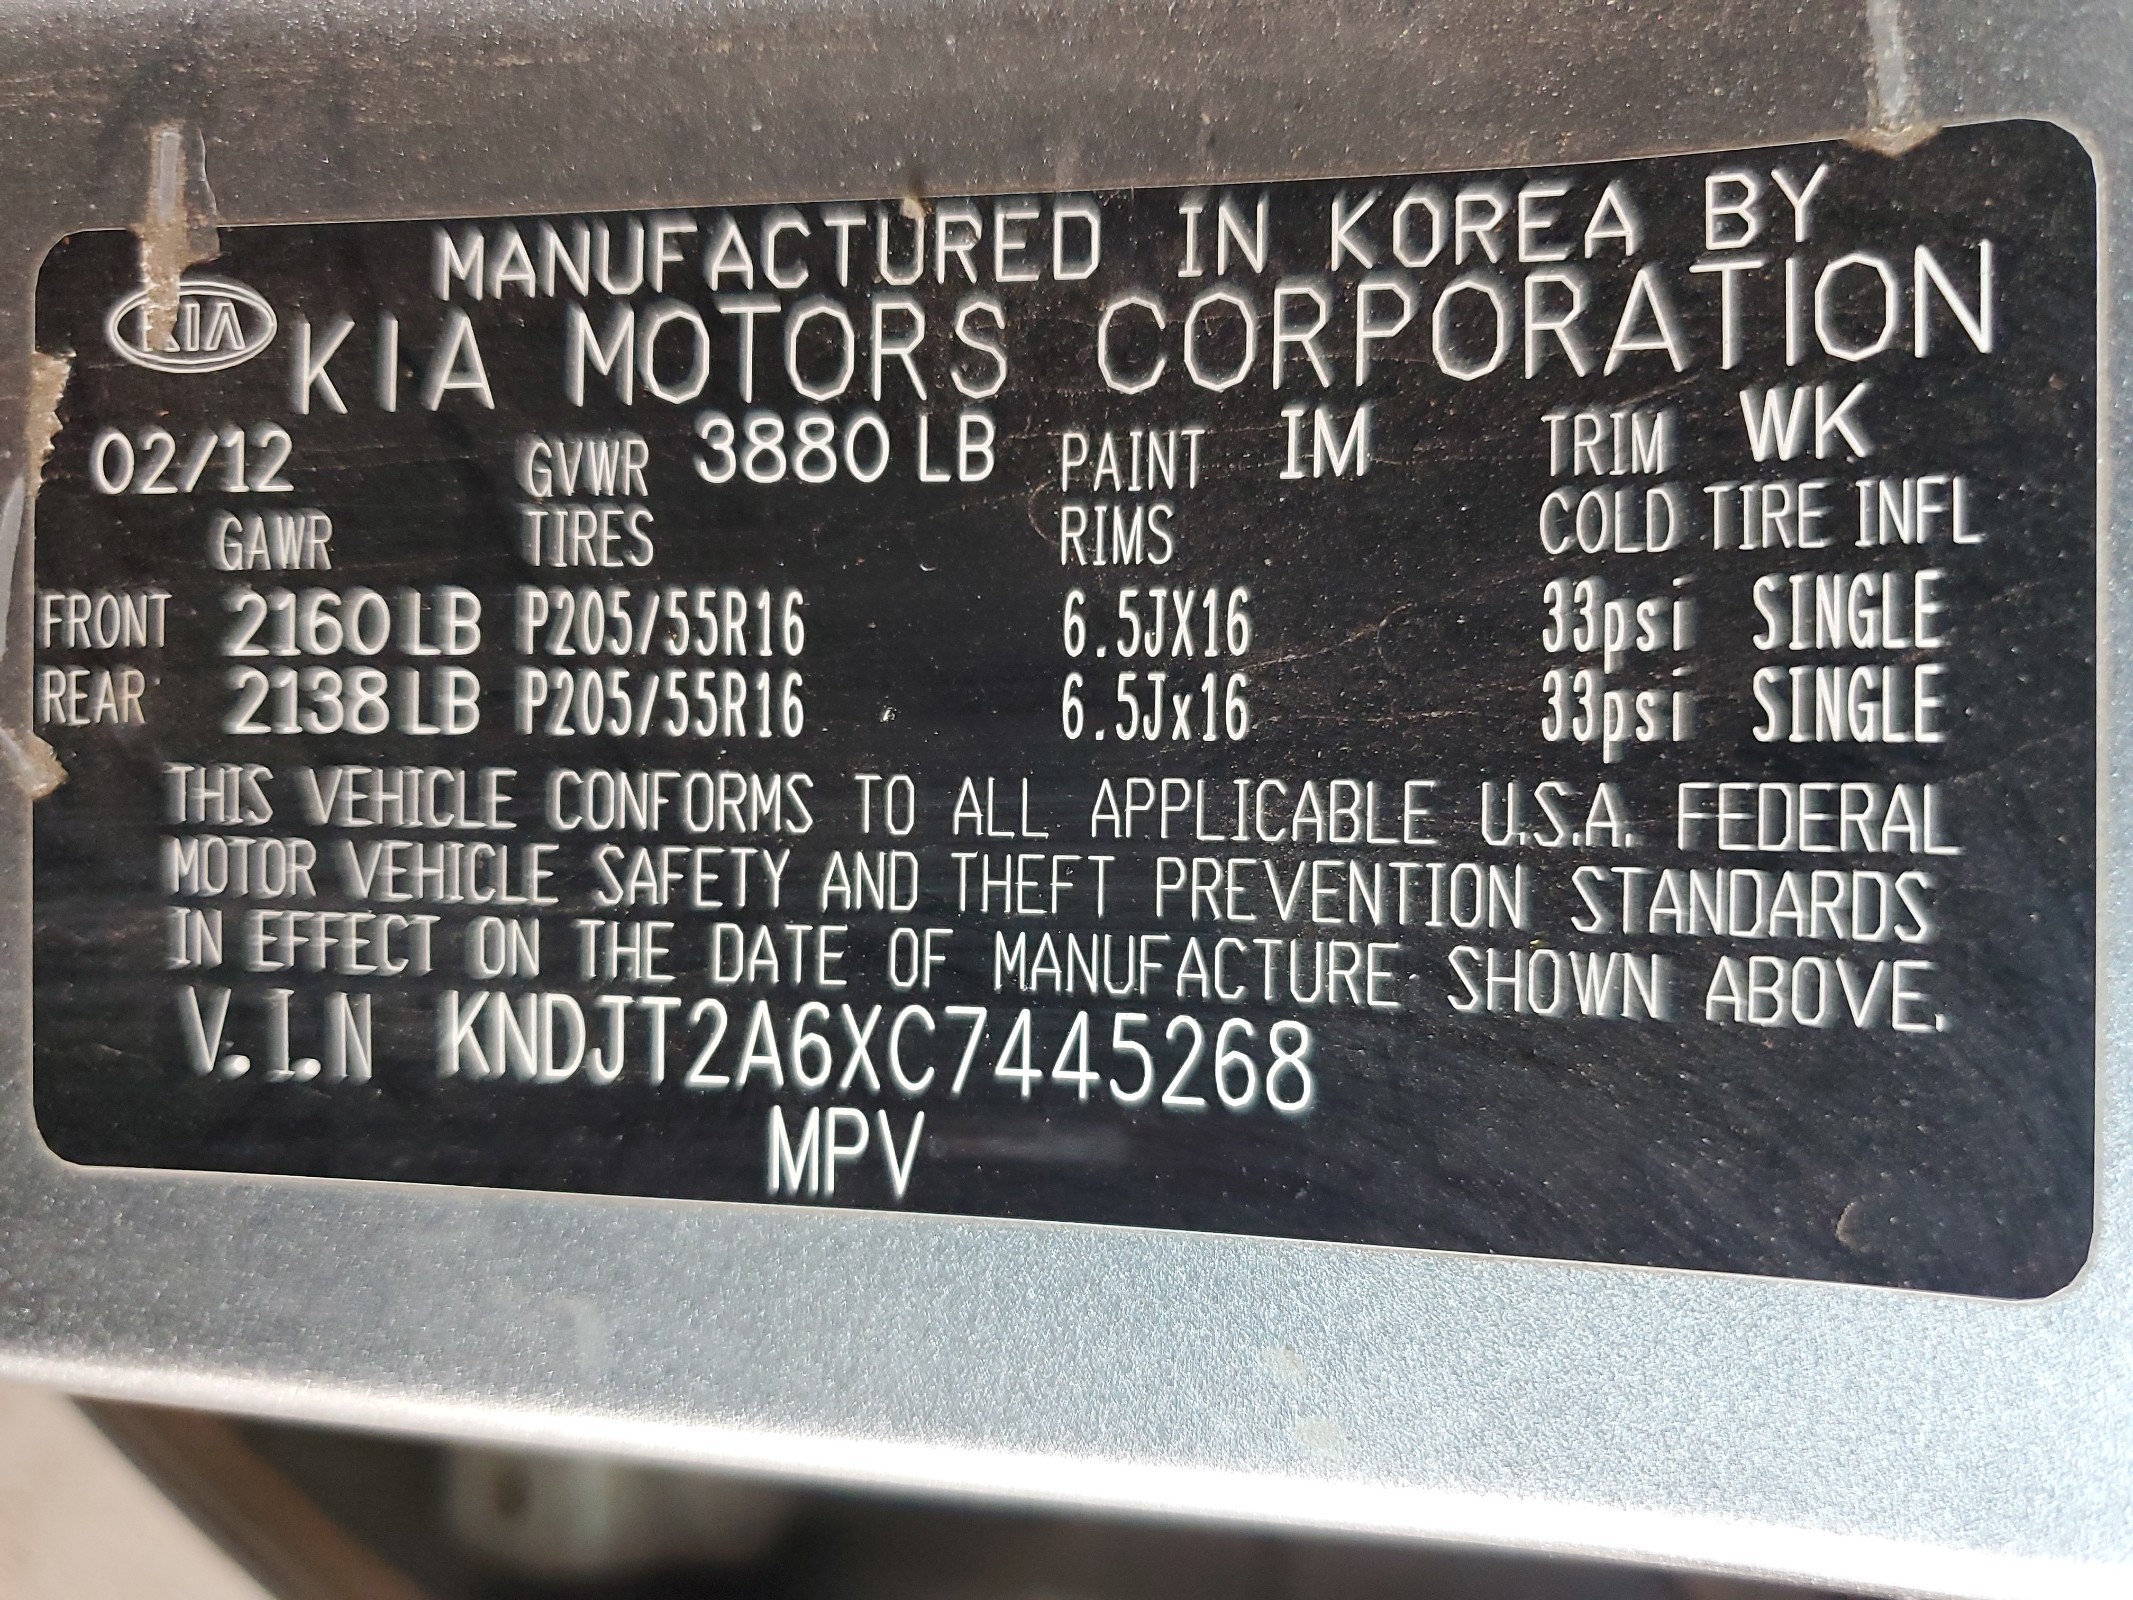 MANUFACTURED IN KOREA BY
KIA KIA MOTORS CORPORATION
02/12 GVWR 3880 LB PAINT IM TRIM WK
GAWR TIRES RIMS COLD TIRE INFL
FRONT 2160 LB P205/55R16 6.5JX16 33psi SINGLE
REAR 2138 LB P205/55R16 6.5Jx16 33psi SINGLE
THIS VEHICLE CONFORMS TO ALL APPLICABLE U.S.A. FEDERAL
MOTOR VEHICLE SAFETY AND THEFT PREVENTION STANDARDS
IN EFFECT ON THE DATE OF MANUFACTURE SHOWN ABOVE.
V.I.N KNDJT2A6XC7445268
MPV